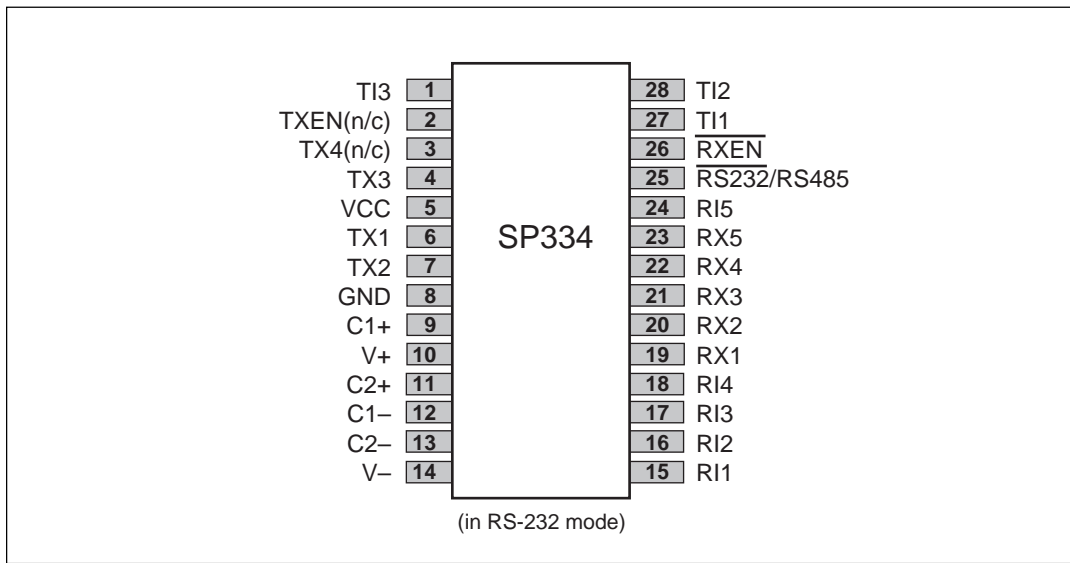 TI3 1
TXEN(n/c) 2
TX4(n/c) 3
TX3 4
VCC 5
TX1 6
TX2 7
GND 8
C1+ 9
V+ 10
C2+ 11
C1– 12
C2– 13
V– 14
SP334
28 TI2
27 TI1
26 RXEN
25 RS232/RS485
24 RI5
23 RX5
22 RX4
21 RX3
20 RX2
19 RX1
18 RI4
17 RI3
16 RI2
15 RI1
(in RS-232 mode)